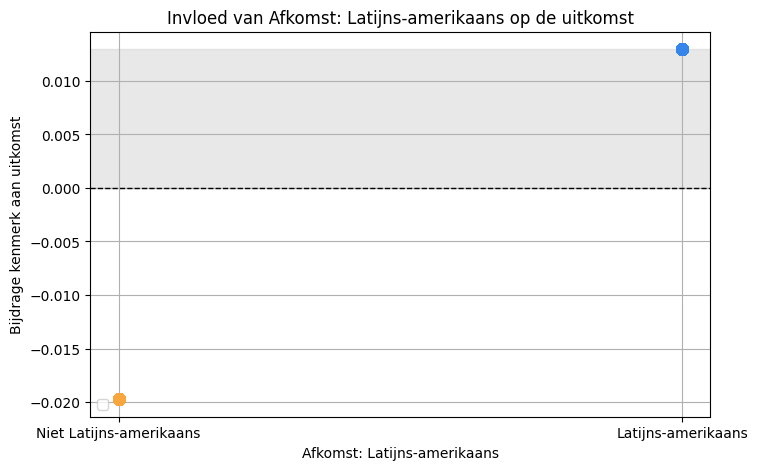 Invloed van Afkomst: Latijns-amerikaans op de uitkomst
Bijdrage kenmerk aan uitkomst
0.010
0.005
0.000
−0.005
−0.010
−0.015
−0.020
Niet Latijns-amerikaans
Latijns-amerikaans
Afkomst: Latijns-amerikaans